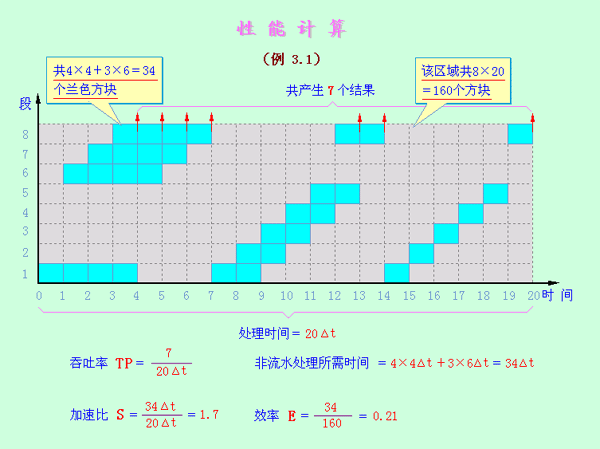 性 能 计 算
（例 3.1）
共4×4＋3×6＝34
个兰色方块
该区域共8×20
＝160个方块
共产生 7 个结果
段
8
7
6
5
4
3
2
1
0 1 2 3 4 5 6 7 8 9 10 11 12 13 14 15 16 17 18 19 20 时 间
处理时间＝20Δt
吞吐率 TP＝ 7
20Δt
非流水处理所需时间 ＝4×4Δt＋3×6Δt＝34Δt
加速比 S＝ 34Δt
20Δt ＝1.7
效率 E＝ 34
160 ＝ 0.21